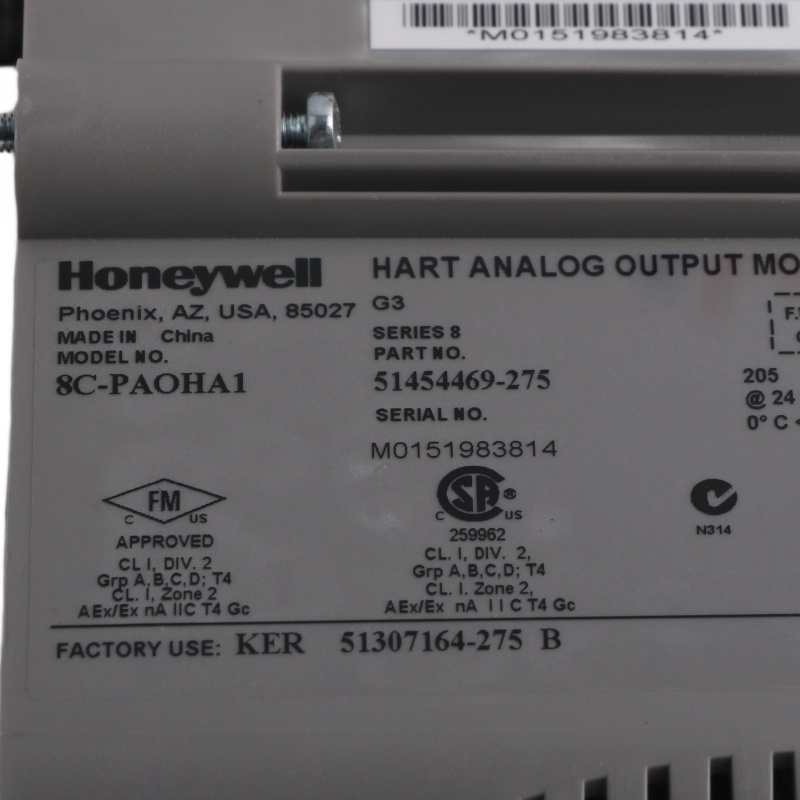 *M0151983814*
Honeywell
HART ANALOG OUTPUT MO
Phoenix, AZ, USA, 85027
G3
MADE IN China
SERIES 8
MODEL NO.
PART NO.
8C-PAOHA1
51454469-275
205
@ 24
0° C <
SERIAL NO.
M0151983814
FM
C US
APPROVED
CL I, DIV. 2
Grp A,B,C,D; T4
CL. I, Zone 2
AEx/Ex nA IIC T4 Gc
SA ®
C US
259962
CL. I, DIV. 2,
Grp A,B,C,D; T4
CL. I. Zone 2,
AEx/Ex nA I I C T4 Gc
N314
FACTORY USE: KER 51307164-275 B